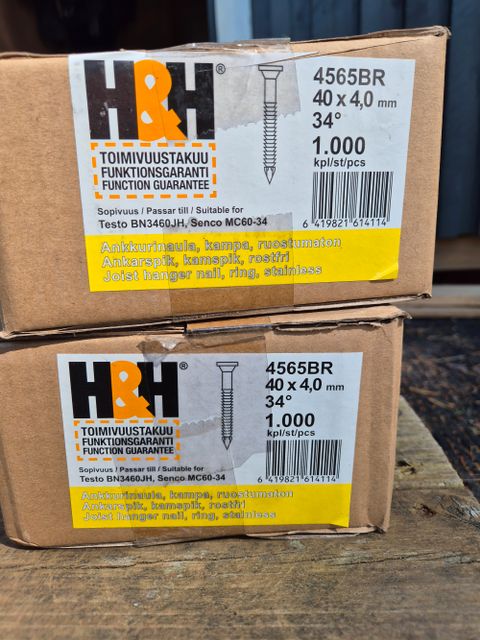 H&H®
TOIMIVUUSTAKUU
FUNKTIONSGARANTI
FUNCTION GUARANTEE
4565BR
40 x 4,0 mm
34°
1.000
kpl/st/pcs
Sopivuus / Passar till / Suitable for
Testo BN3460JH, Senco MC60-34
6 419821 614114
Ankkurinaula, kampa, ruostumaton
Ankarspik, kamspik, rostfri
Joist hanger nail, ring, stainless
H&H®
TOIMIVUUSTAKUU
FUNKTIONSGARANTI
FUNCTION GUARANTEE
4565BR
40 x 4,0 mm
34°
1.000
kpl/st/pcs
Sopivuus / Passar till / Suitable for
Testo BN3460JH, Senco MC60-34
6 419821 614114
Ankkurinaula, kampa, ruostumaton
Ankarspik, kamspik, rostfri
Joist hanger nail, ring, stainless